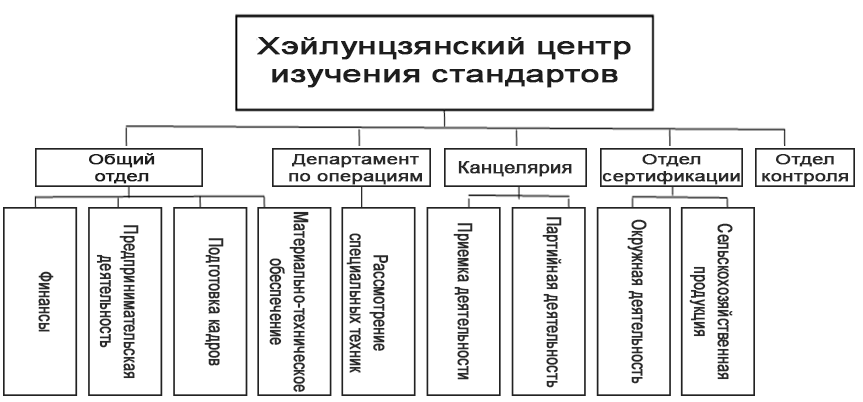 Хэйлунцзянский центр
изучения стандартов
Общий
отдел
Департамент
по операциям
Канцелярия
Отдел
сертификации
Отдел
контроля
Финансы
Предпринимательская
деятельность
Подготовка кадров
Материально-техническое
обеспечение
Рассмотрение
специальных техник
Приемка деятельности
Партийная деятельность
Окружная деятельность
Сельскохозяйственная
продукция